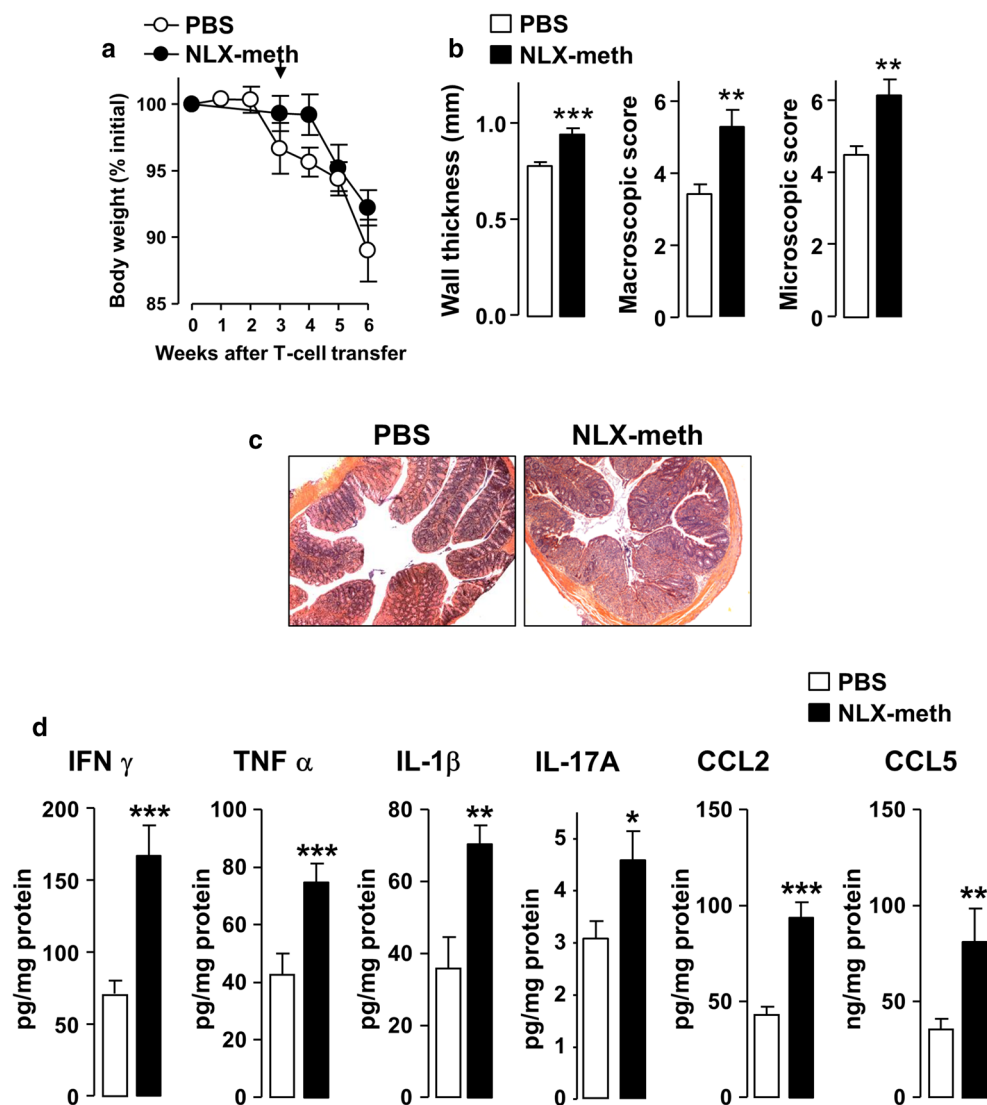 a
PBS
NLX-meth
Body weight (% initial)
100
95
90
85
0 1 2 3 4 5 6
Weeks after T-cell transfer
b
PBS
NLX-meth
Wall thickness (mm)
1.0
0.5
0.0
***
Macroscopic score
6
4
2
0
**
Microscopic score
6
4
2
0
**
c
PBS NLX-meth
PBS
NLX-meth
d
IFN γ
pg/mg protein
200
150
100
50
0
***
TNF α
pg/mg protein
100
80
60
40
20
0
***
IL-1β
pg/mg protein
80
60
40
20
0
**
IL-17A
pg/mg protein
5
4
3
2
1
0
*
CCL2
pg/mg protein
150
100
50
0
***
CCL5
ng/mg protein
150
100
50
0
**